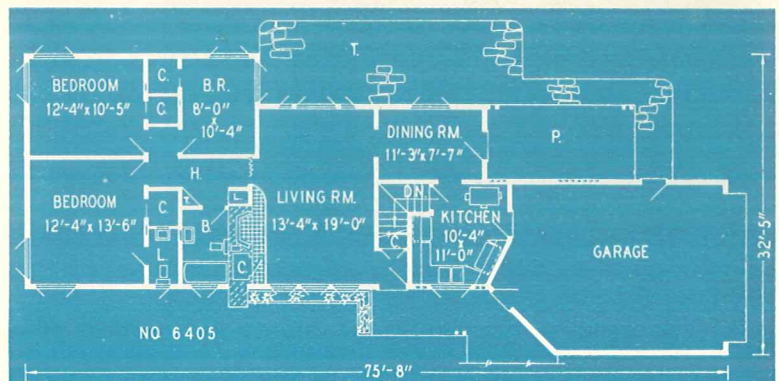 T.
BEDROOM
12'-4" x 10'-5"
C.
C.
B.R.
8'-0"
x
10'-4"
DINING RM.
11'-3" x 7'-7"
P.
H.
BEDROOM
12'-4" x 13'-6"
C.
T.
L.
B.
L.
C.
LIVING RM.
13'-4" x 19'-0"
DN.
C.
KITCHEN
10'-4"
x
11'-0"
GARAGE
32'-5"
NO. 6405
75'-8"